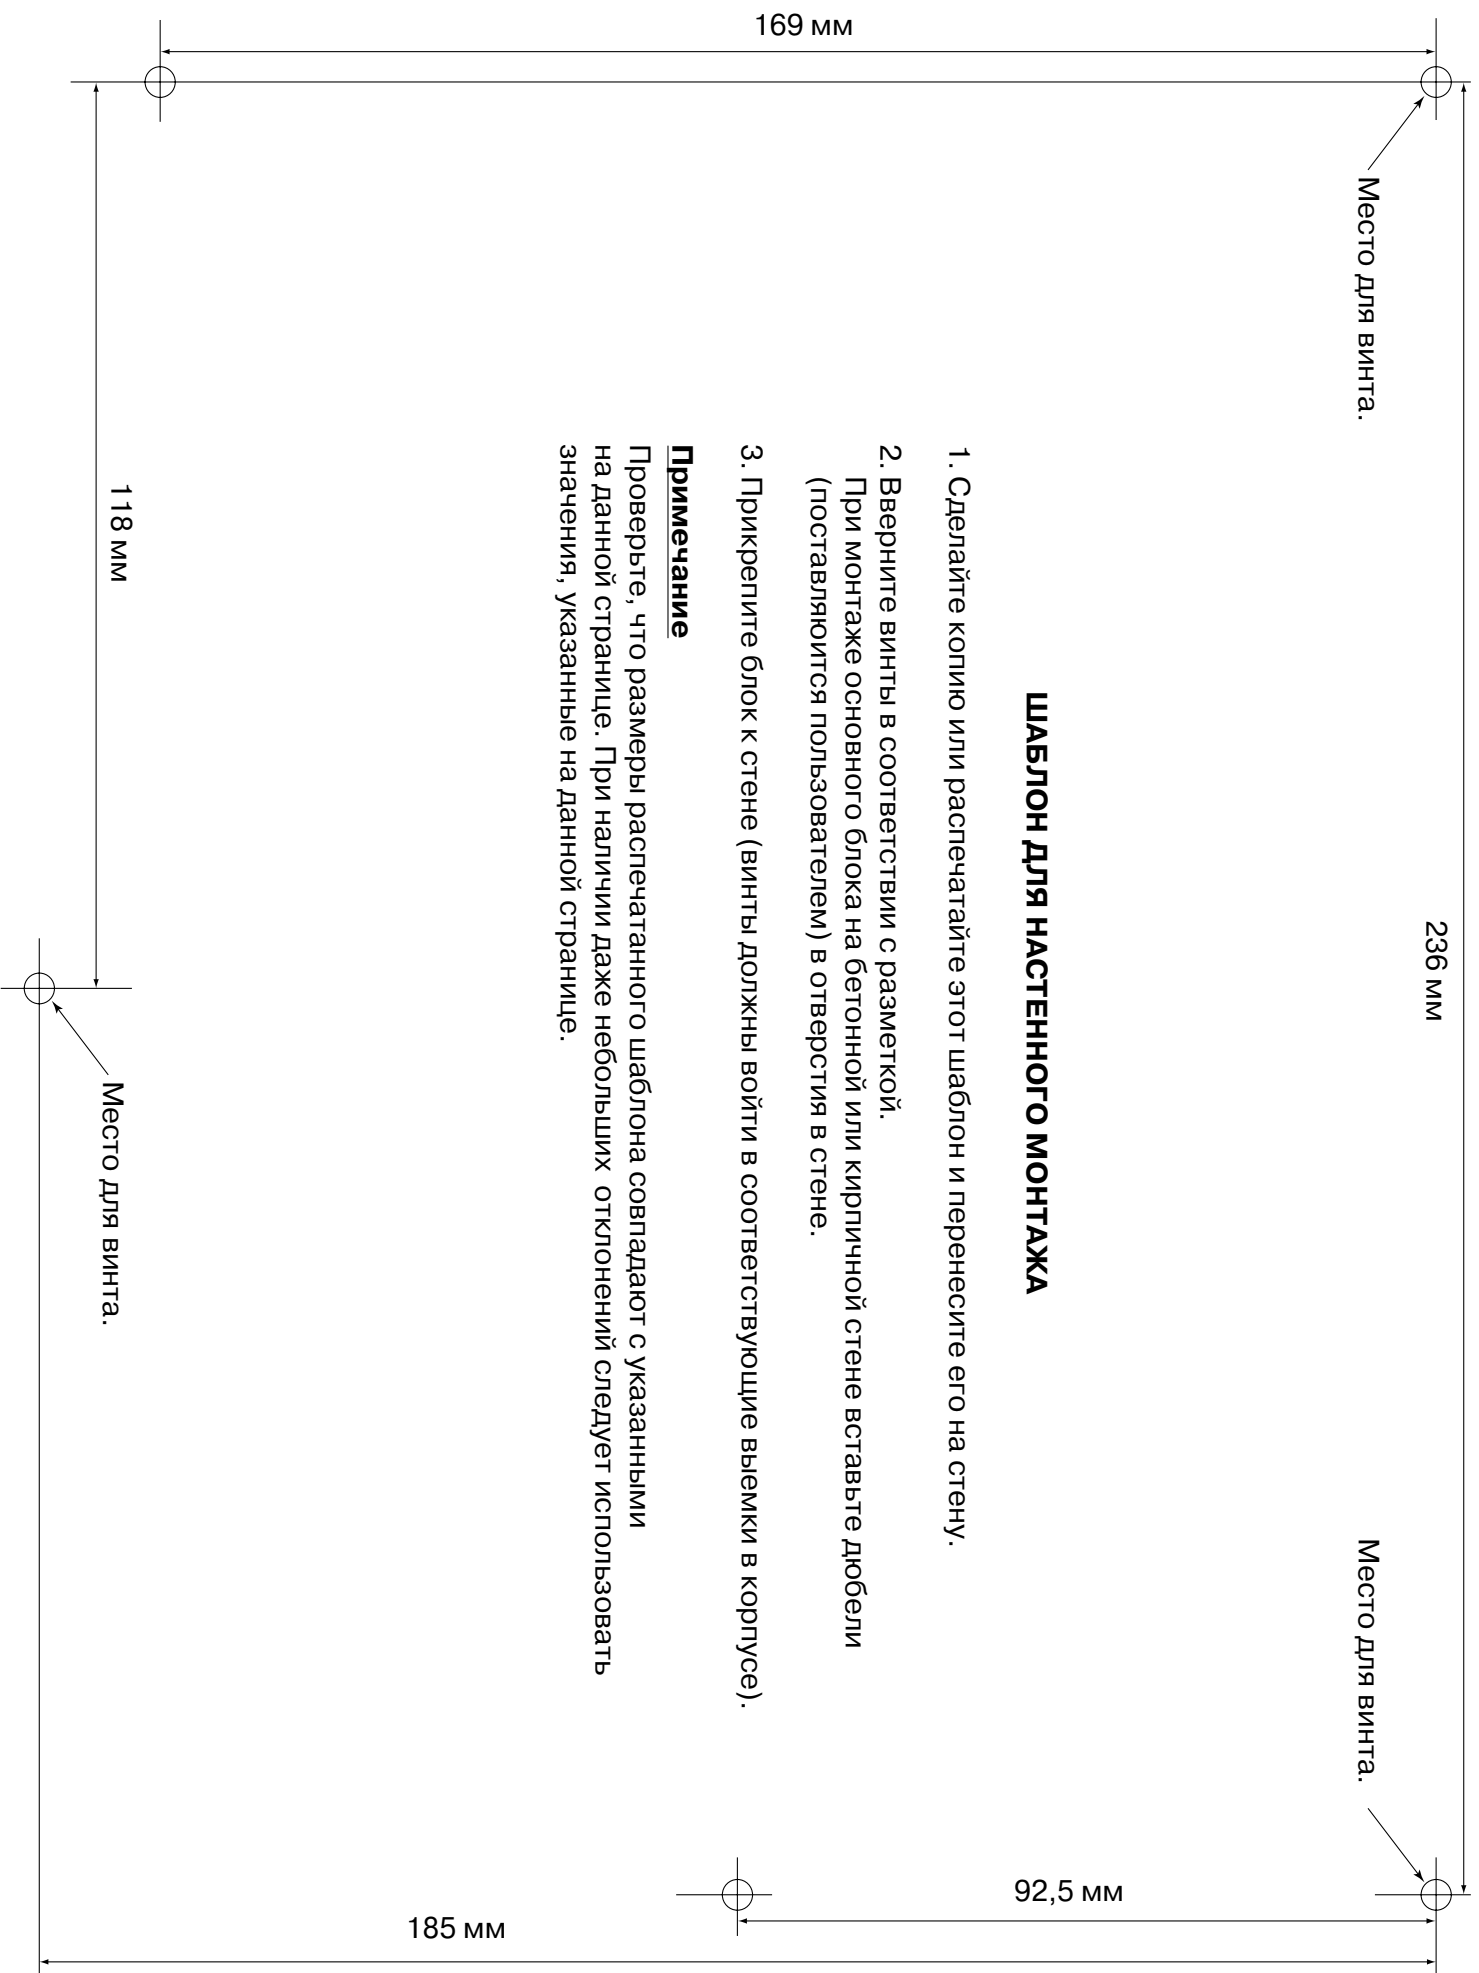 169 мм
236 мм
Место для винта.
Место для винта.
ШАБЛОН ДЛЯ НАСТЕННОГО МОНТАЖА
1. Сделайте копию или распечатайте этот шаблон и перенесите его на стену.
2. Вверните винты в соответствии с разметкой.
При монтаже основного блока на бетонной или кирпичной стене вставьте дюбели
(поставляюится пользователем) в отверстия в стене.
3. Прикрепите блок к стене (винты должны войти в соответствующие выемки в корпусе).
Примечание
Проверьте, что размеры распечатанного шаблона совпадают с указанными
на данной странице. При наличии даже небольших отклонений следует использовать
значения, указанные на данной странице.
92,5 мм
185 мм
118 мм
Место для винта.